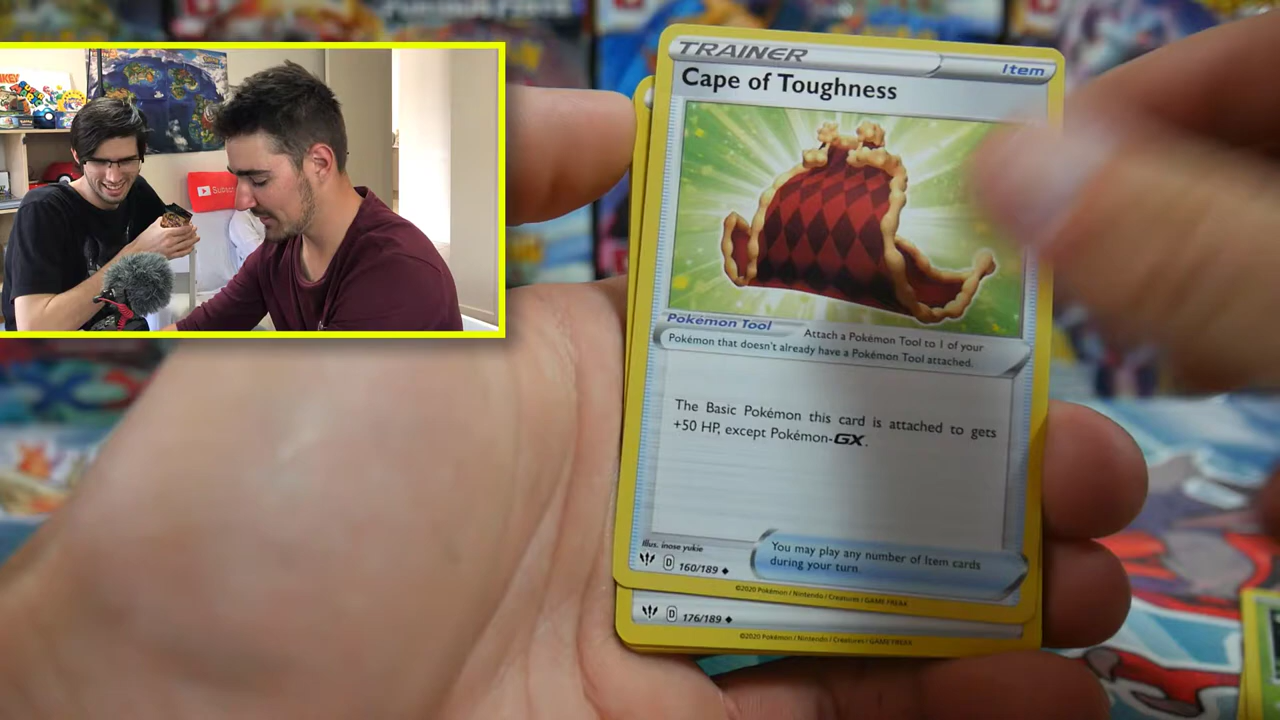 TRAINER
Item
Cape of Toughness
Pokémon Tool
Attach a Pokémon Tool to 1 of your
Pokémon that doesn't already have a Pokémon Tool attached.
The Basic Pokémon this card is attached to gets
+50 HP, except Pokémon-GX.
Illus. inose yukie
D 160/189
You may play any number of Item cards
during your turn.
©2020 Pokémon / Nintendo / Creatures / GAME FREAK
D 176/189
©2020 Pokémon / Nintendo / Creatures / GAME FREAK
Subsc